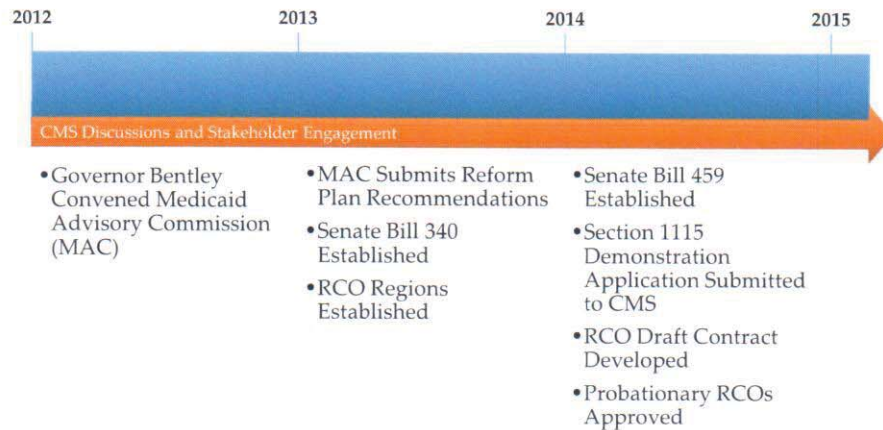 2012 2013 2014 2015
CMS Discussions and Stakeholder Engagement
•Governor Bentley
Convened Medicaid
Advisory Commission
(MAC)
•MAC Submits Reform
Plan Recommendations
•Senate Bill 340
Established
•RCO Regions
Established
•Senate Bill 459
Established
•Section 1115
Demonstration
Application Submitted
to CMS
•RCO Draft Contract
Developed
•Probationary RCOs
Approved